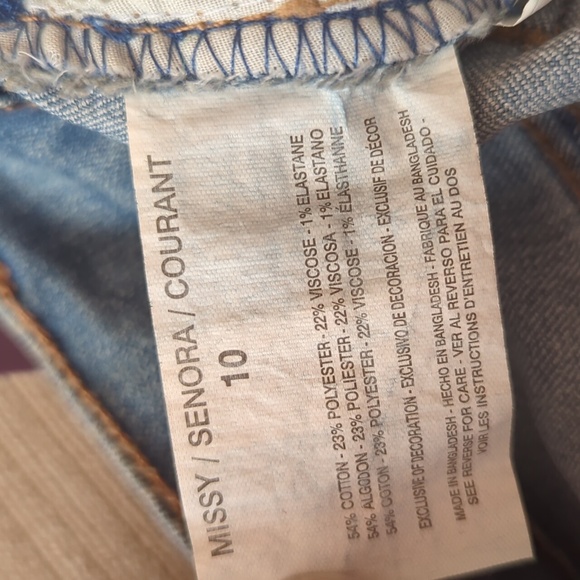 MISSY / SENORA / COURANT
10
54% COTTON - 23% POLYESTER - 22% VISCOSE - 1% ELASTANE
54% ALGODON - 23% POLIESTER - 22% VISCOSA - 1% ELASTANO
54% COTON - 23% POLYESTER - 22% VISCOSE - 1% ÉLASTHANNE
EXCLUSIVE OF DECORATION - EXCLUSIVO DE DECORACION - EXCLUSIF DE DÉCOR
MADE IN BANGLADESH - HECHO EN BANGLADESH - FABRIQUE AU BANGLADESH
SEE REVERSE FOR CARE - VER AL REVERSO PARA EL CUIDADO -
VOIR LES INSTRUCTIONS D'ENTRETIEN AU DOS